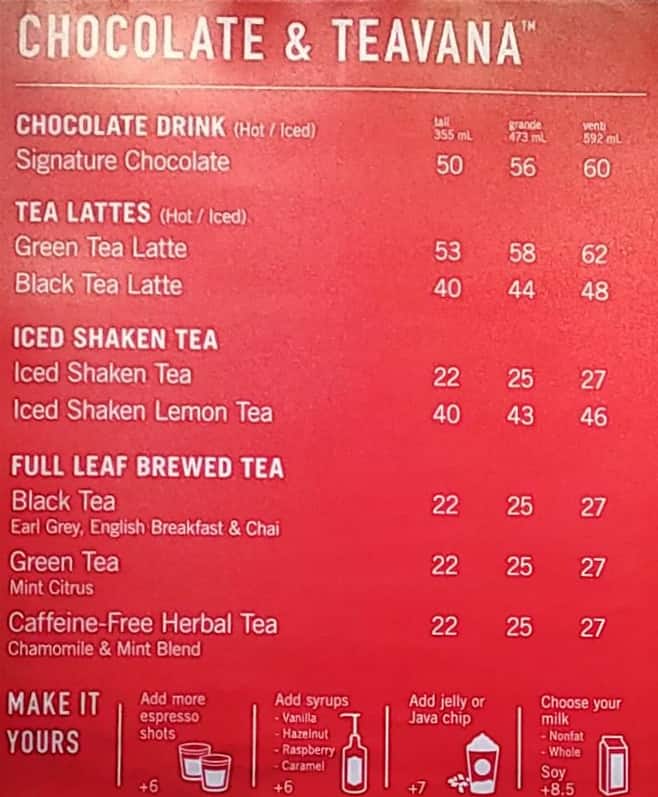 CHOCOLATE & TEAVANA™
CHOCOLATE DRINK (Hot / Iced) tall 355 mL grande 473 mL venti 592 mL
Signature Chocolate 50 56 60
TEA LATTES (Hot / Iced)
Green Tea Latte 53 58 62
Black Tea Latte 40 44 48
ICED SHAKEN TEA
Iced Shaken Tea 22 25 27
Iced Shaken Lemon Tea 40 43 46
FULL LEAF BREWED TEA
Black Tea 22 25 27
Earl Grey, English Breakfast & Chai
Green Tea 22 25 27
Mint Citrus
Caffeine-Free Herbal Tea 22 25 27
Chamomile & Mint Blend
MAKE IT
YOURS
Add more
espresso
shots
+6
Add syrups
- Vanilla
- Hazelnut
- Raspberry
- Caramel
+6
Add jelly or
Java chip
+7
Choose your
milk
- Nonfat
- Whole
Soy
+8.5